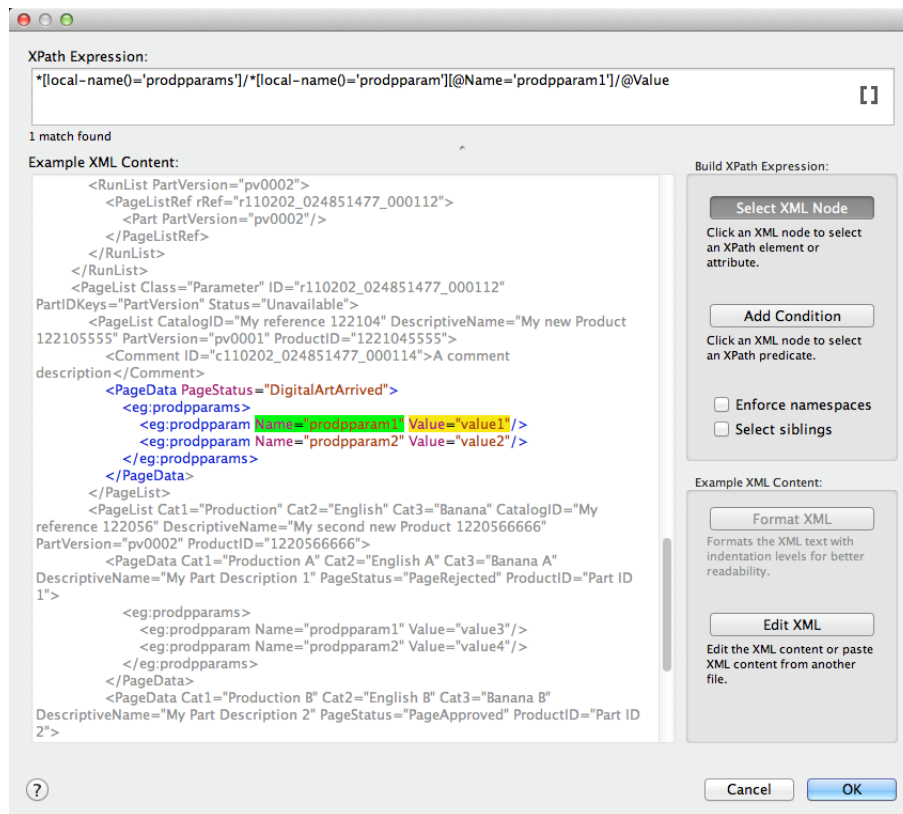 XPath Expression:
*[local-name()='prodpparams']/*[local-name()='prodpparam'][@Name='prodpparam1']/@Value
[]
1 match found
Example XML Content:
<RunList PartVersion="pv0002">
<PageListRef rRef="r110202_024851477_000112">
<Part PartVersion="pv0002"/>
</PageListRef>
</RunList>
</RunList>
<PageList Class="Parameter" ID="r110202_024851477_000112"
PartIDKeys="PartVersion" Status="Unavailable">
<PageList CatalogID="My reference 122104" DescriptiveName="My new Product
122105555" PartVersion="pv0001" ProductID="1221045555">
<Comment ID="c110202_024851477_000114">A comment
description</Comment>
<PageData PageStatus="DigitalArtArrived">
<eg:prodpparams>
<eg:prodpparam Name="prodpparam1" Value="value1"/>
<eg:prodpparam Name="prodpparam2" Value="value2"/>
</eg:prodpparams>
</PageData>
</PageList>
<PageList Cat1="Production" Cat2="English" Cat3="Banana" CatalogID="My
reference 122056" DescriptiveName="My second new Product 1220566666"
PartVersion="pv0002" ProductID="1220566666">
<PageData Cat1="Production A" Cat2="English A" Cat3="Banana A"
DescriptiveName="My Part Description 1" PageStatus="PageRejected" ProductID="Part ID
1">
<eg:prodpparams>
<eg:prodpparam Name="prodpparam1" Value="value3"/>
<eg:prodpparam Name="prodpparam2" Value="value4"/>
</eg:prodpparams>
</PageData>
<PageData Cat1="Production B" Cat2="English B" Cat3="Banana B"
DescriptiveName="My Part Description 2" PageStatus="PageApproved" ProductID="Part ID
2">
Build XPath Expression:
Select XML Node
Click an XML node to select
an XPath element or
attribute.
Add Condition
Click an XML node to select
an XPath predicate.
Enforce namespaces
Select siblings
Example XML Content:
Format XML
Formats the XML text with
indentation levels for better
readability.
Edit XML
Edit the XML content or paste
XML content from another
file.
?
Cancel
OK